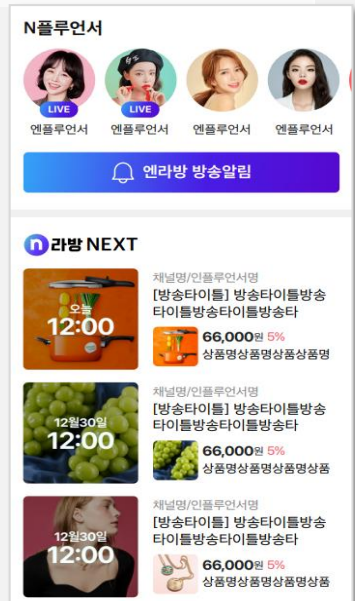 N플루언서
LIVE
LIVE
엔플루언서
엔플루언서
엔플루언서
엔플루언서
엔라방 방송알림
n 라방 NEXT
오늘
12:00
채널명/인플루언서명
[방송타이틀] 방송타이틀방송
타이틀방송타이틀방송타
66,000원 5%
상품명상품명상품상품명
12월30일
12:00
채널명/인플루언서명
[방송타이틀] 방송타이틀방송
타이틀방송타이틀방송타
66,000원 5%
상품명상품명상품명상품
12월30일
12:00
채널명/인플루언서명
[방송타이틀] 방송타이틀방송
타이틀방송타이틀방송타
66,000원 5%
상품명상품명상품명상품